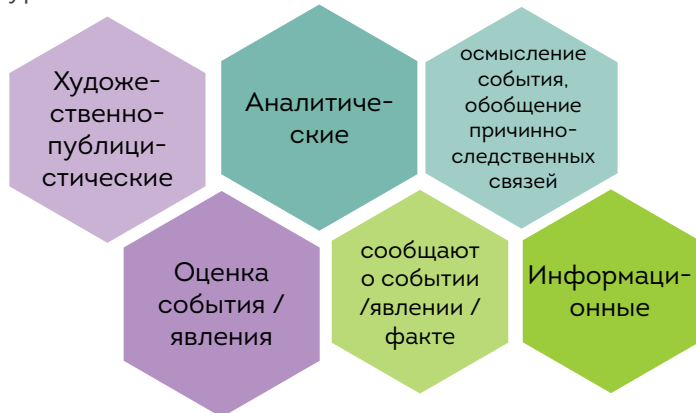 Художе-
ственно-
публици-
стические
Аналитиче-
ские
осмысление
события,
обобщение
причинно-
следственных
связей
Оценка
события /
явления
сообщают
о событии
/явлении /
факте
Информаци-
онные